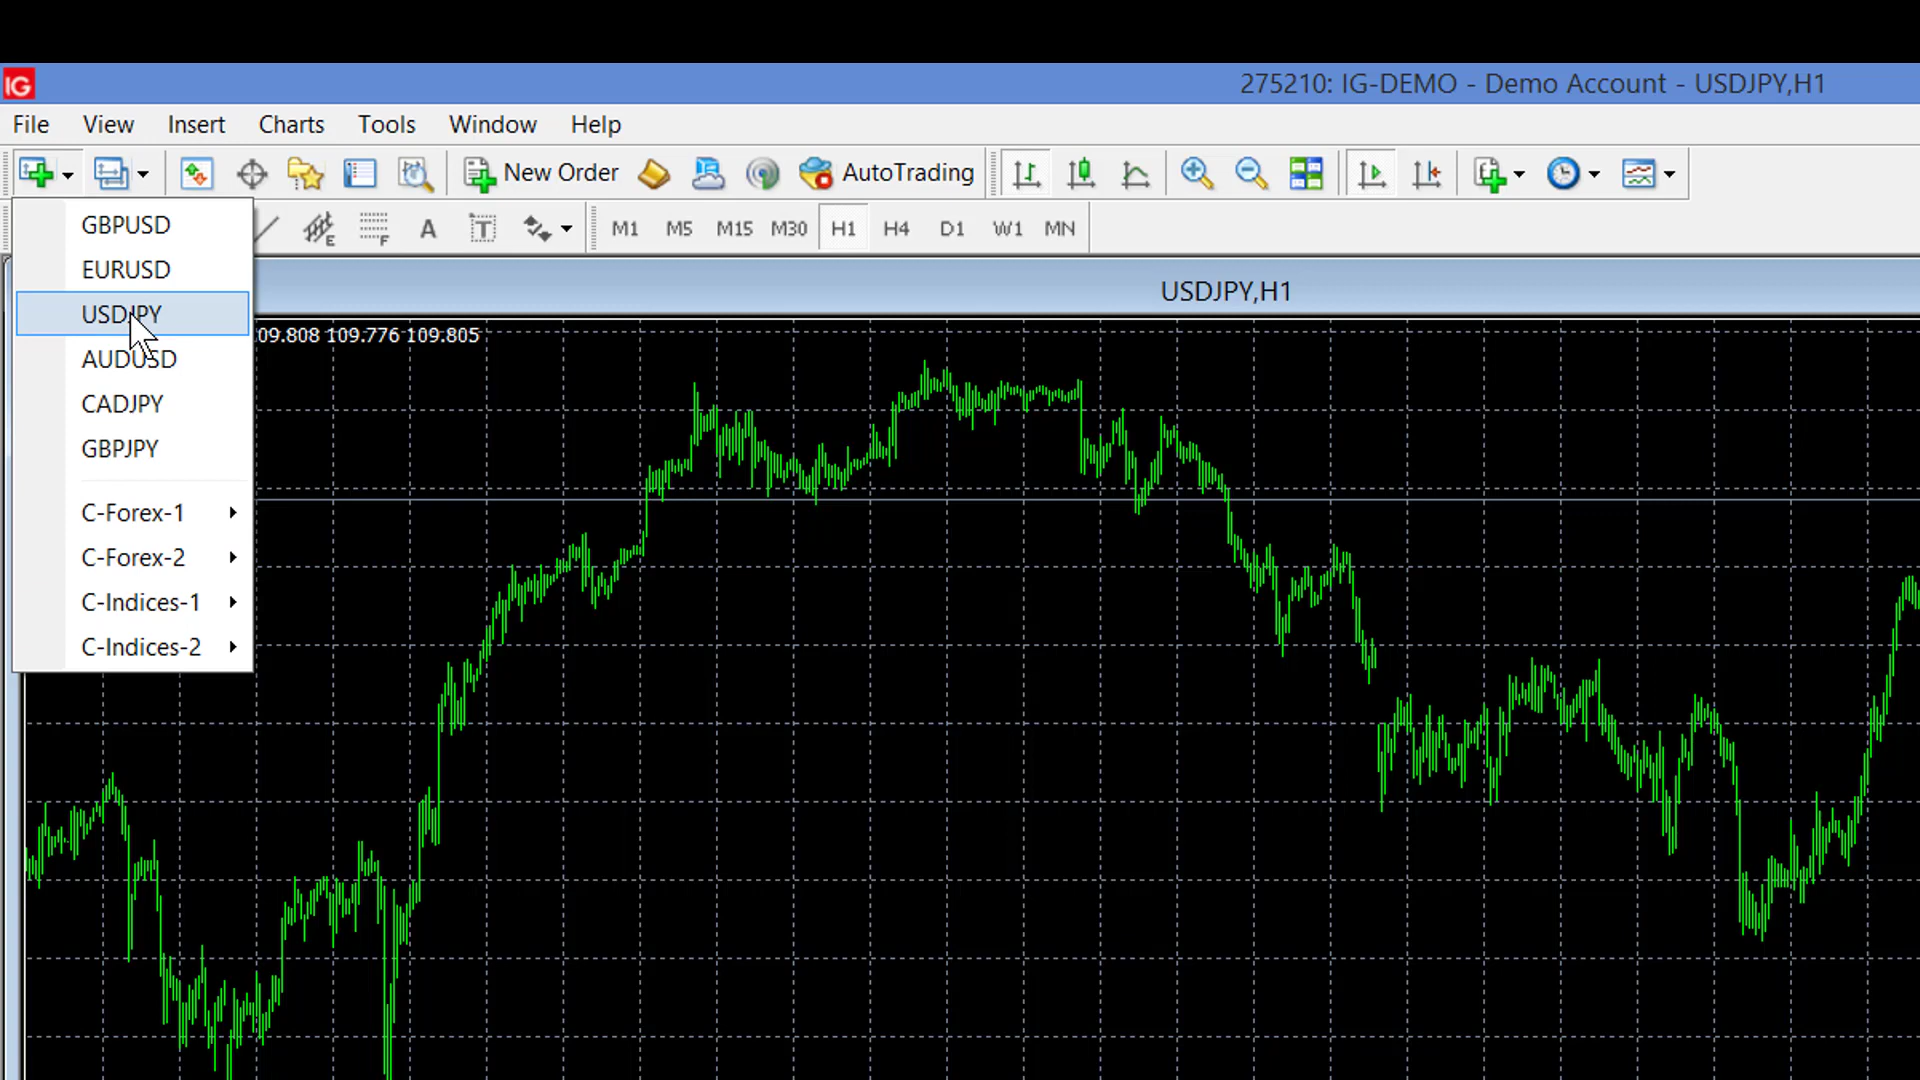 IG
275210: IG-DEMO - Demo Account - USDJPY,H1
File View Insert Charts Tools Window Help
New Order AutoTrading
E F A T M1 M5 M15 M30 H1 H4 D1 W1 MN
GBPUSD
EURUSD
USDJPY
AUDUSD
CADJPY
GBPJPY
C-Forex-1
C-Forex-2
C-Indices-1
C-Indices-2
USDJPY,H1
09.808 109.776 109.805